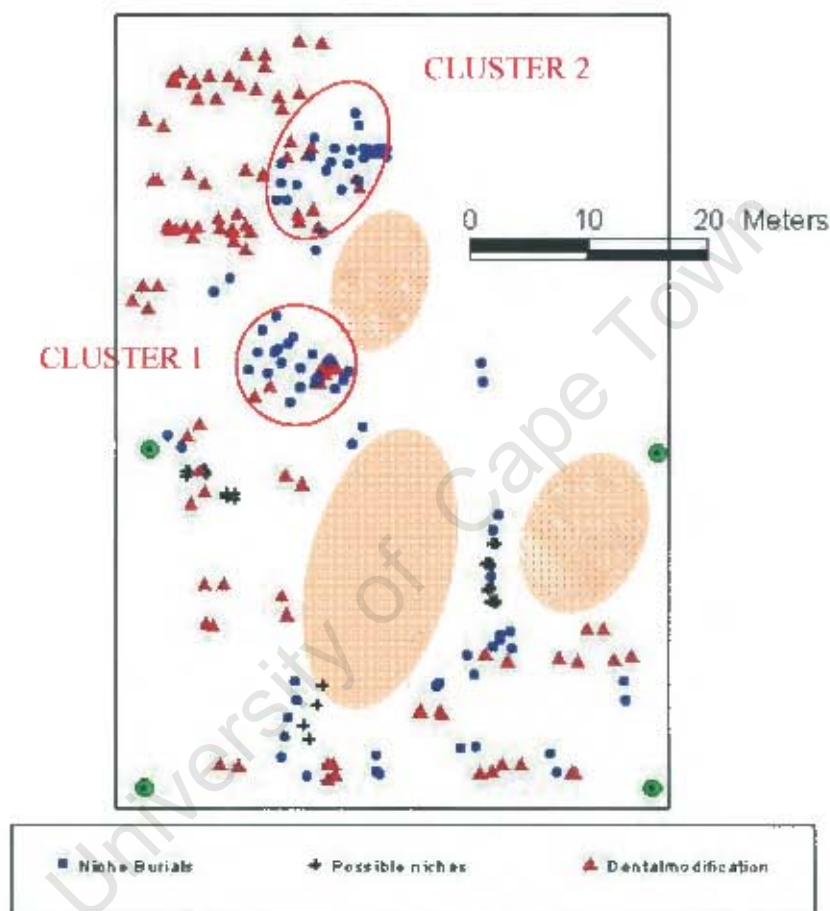 CLUSTER 2
0 10 20 Meters
CLUSTER 1
Niche Burials Possible niches Dentalmodification
University of Cape Town